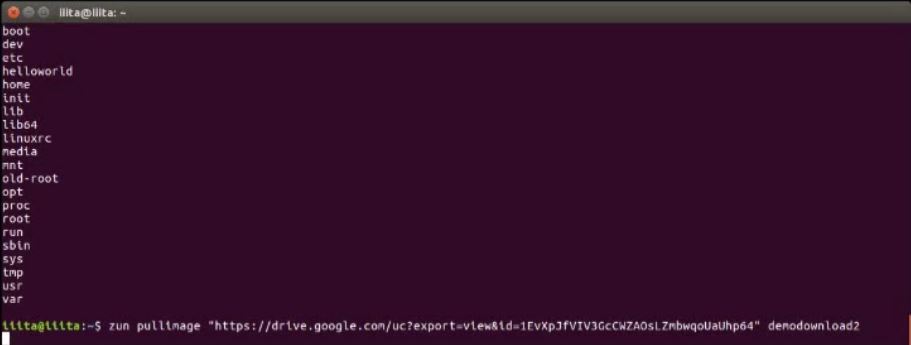 iiita@iiita: ~
boot
dev
etc
helloworld
home
init
lib
lib64
linuxrc
media
mnt
old-root
opt
proc
root
run
sbin
sys
tmp
usr
var
iiita@iiita:~$ zun pullimage "https://drive.google.com/uc?export=view&id=1EvXpJfVIV3GcCWZAOsLZmbwqoUaUhp64" demodownload2